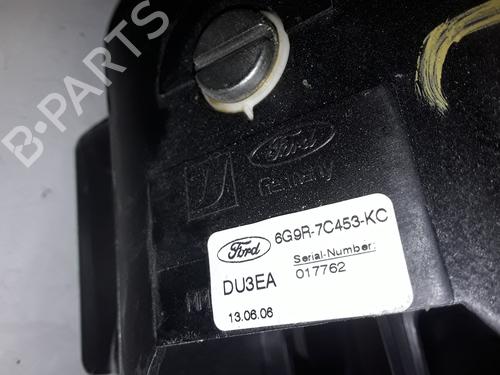 B-PARTS
Ford
Germany
Ford 6G9R-7C453-KC
DU3EA Serial-Number:
017762
13.06.06